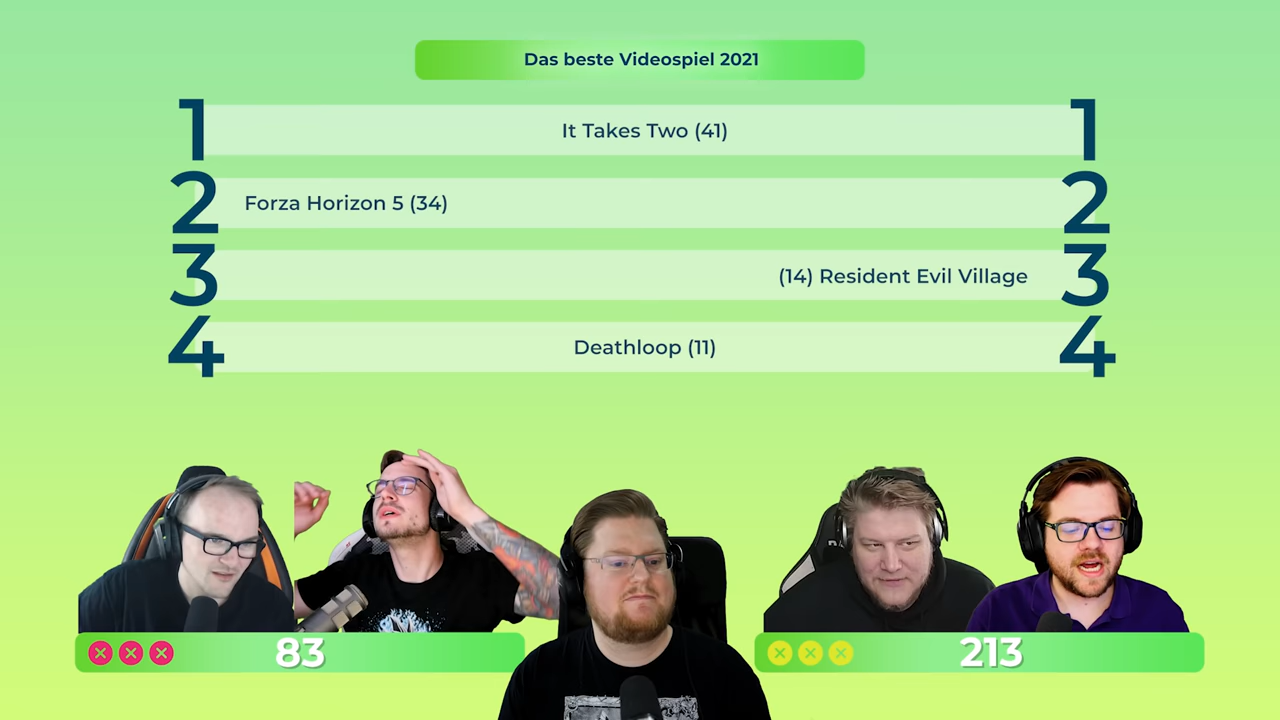 Das beste Videospiel 2021
1 It Takes Two (41) 1
2 Forza Horizon 5 (34) 2
3 (14) Resident Evil Village 3
4 Deathloop (11) 4
83
213